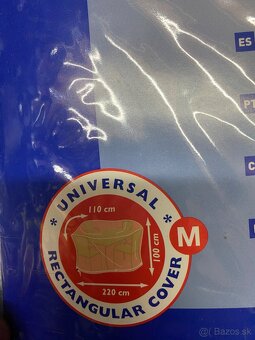 ES
PT
C
UNIVERSAL
110 cm
100 cm
220 cm
M
* RECTANGULAR COVER *
© Bazos.sk